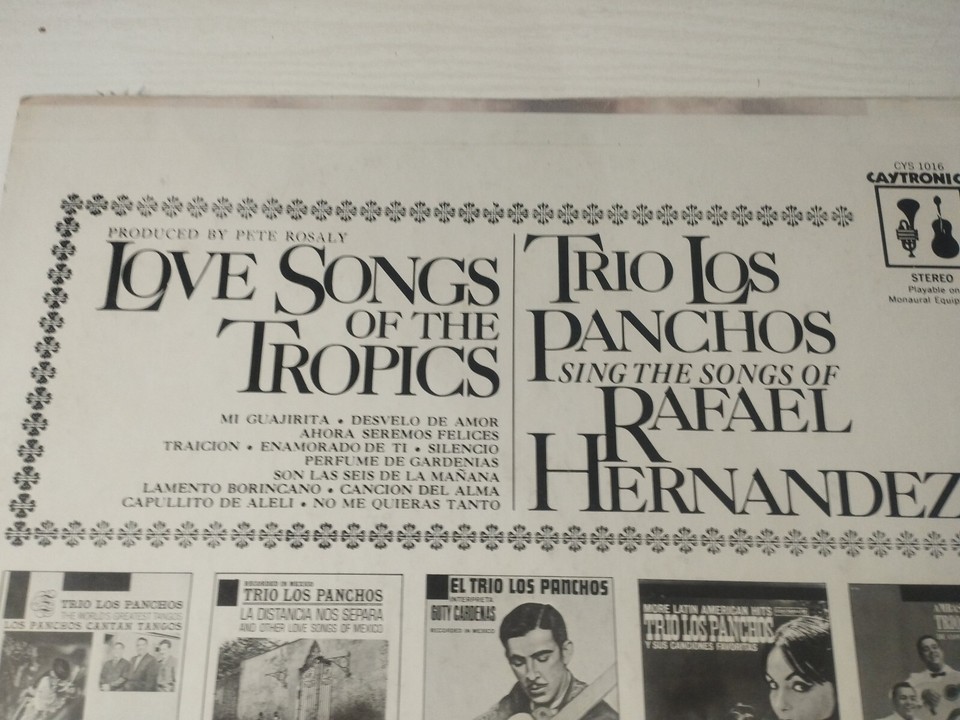 CYS 1016
CAYTRONIC
STEREO
Playable on
Monaural Equip
PRODUCED BY PETE ROSALY
LOVE SONGS
OF THE
TROPICS
MI GUAJIRITA • DESVELO DE AMOR
AHORA SEREMOS FELICES
TRAICION • ENAMORADO DE TI • SILENCIO
PERFUME DE GARDENIAS
SON LAS SEIS DE LA MAÑANA
LAMENTO BORINCANO • CANCION DEL ALMA
CAPULLITO DE ALELI • NO ME QUIERAS TANTO
TRIO LOS
PANCHOS
SING THE SONGS OF
RAFAEL
HERNANDEZ
TRIO LOS PANCHOS
THE WORLD'S GREATEST TANGOS
LOS PANCHOS CANTAN TANGOS
RECORDED IN MEXICO
TRIO LOS PANCHOS
LA DISTANCIA NOS SEPARA
AND OTHER LOVE SONGS OF MEXICO
EL TRIO LOS PANCHOS
INTERPRETA
GUTY CARDENAS
RECORDED IN MEXICO
MORE LATIN AMERICAN HITS
TRIO LOS PANCHOS
Y SUS CANCIONES FAVORITAS